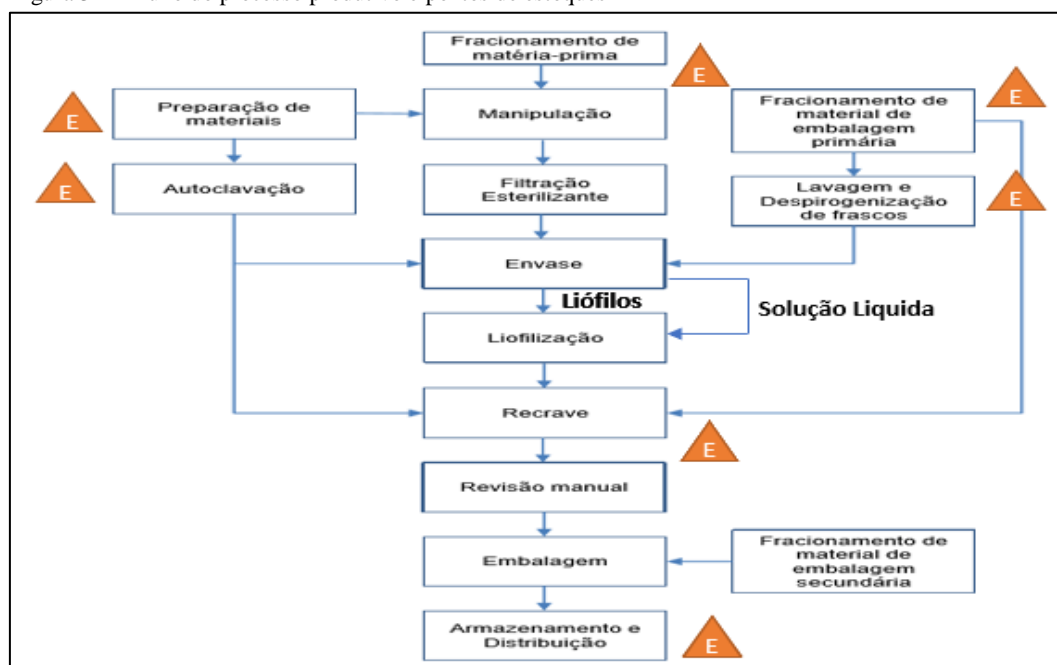 Fracionamento de
matéria-prima
E
Preparação de
materiais
E
Manipulação
Fracionamento de
material de
embalagem
primária
E
Autoclavação
E
Filtração
Esterilizante
Lavagem e
Despirogenização
de frascos
E
Envase
Liófilos
Solução Liquida
Liofilização
Recrave
E
Revisão manual
Embalagem
Fracionamento de
material de
embalagem
secundária
Armazenamento e
Distribuição
E